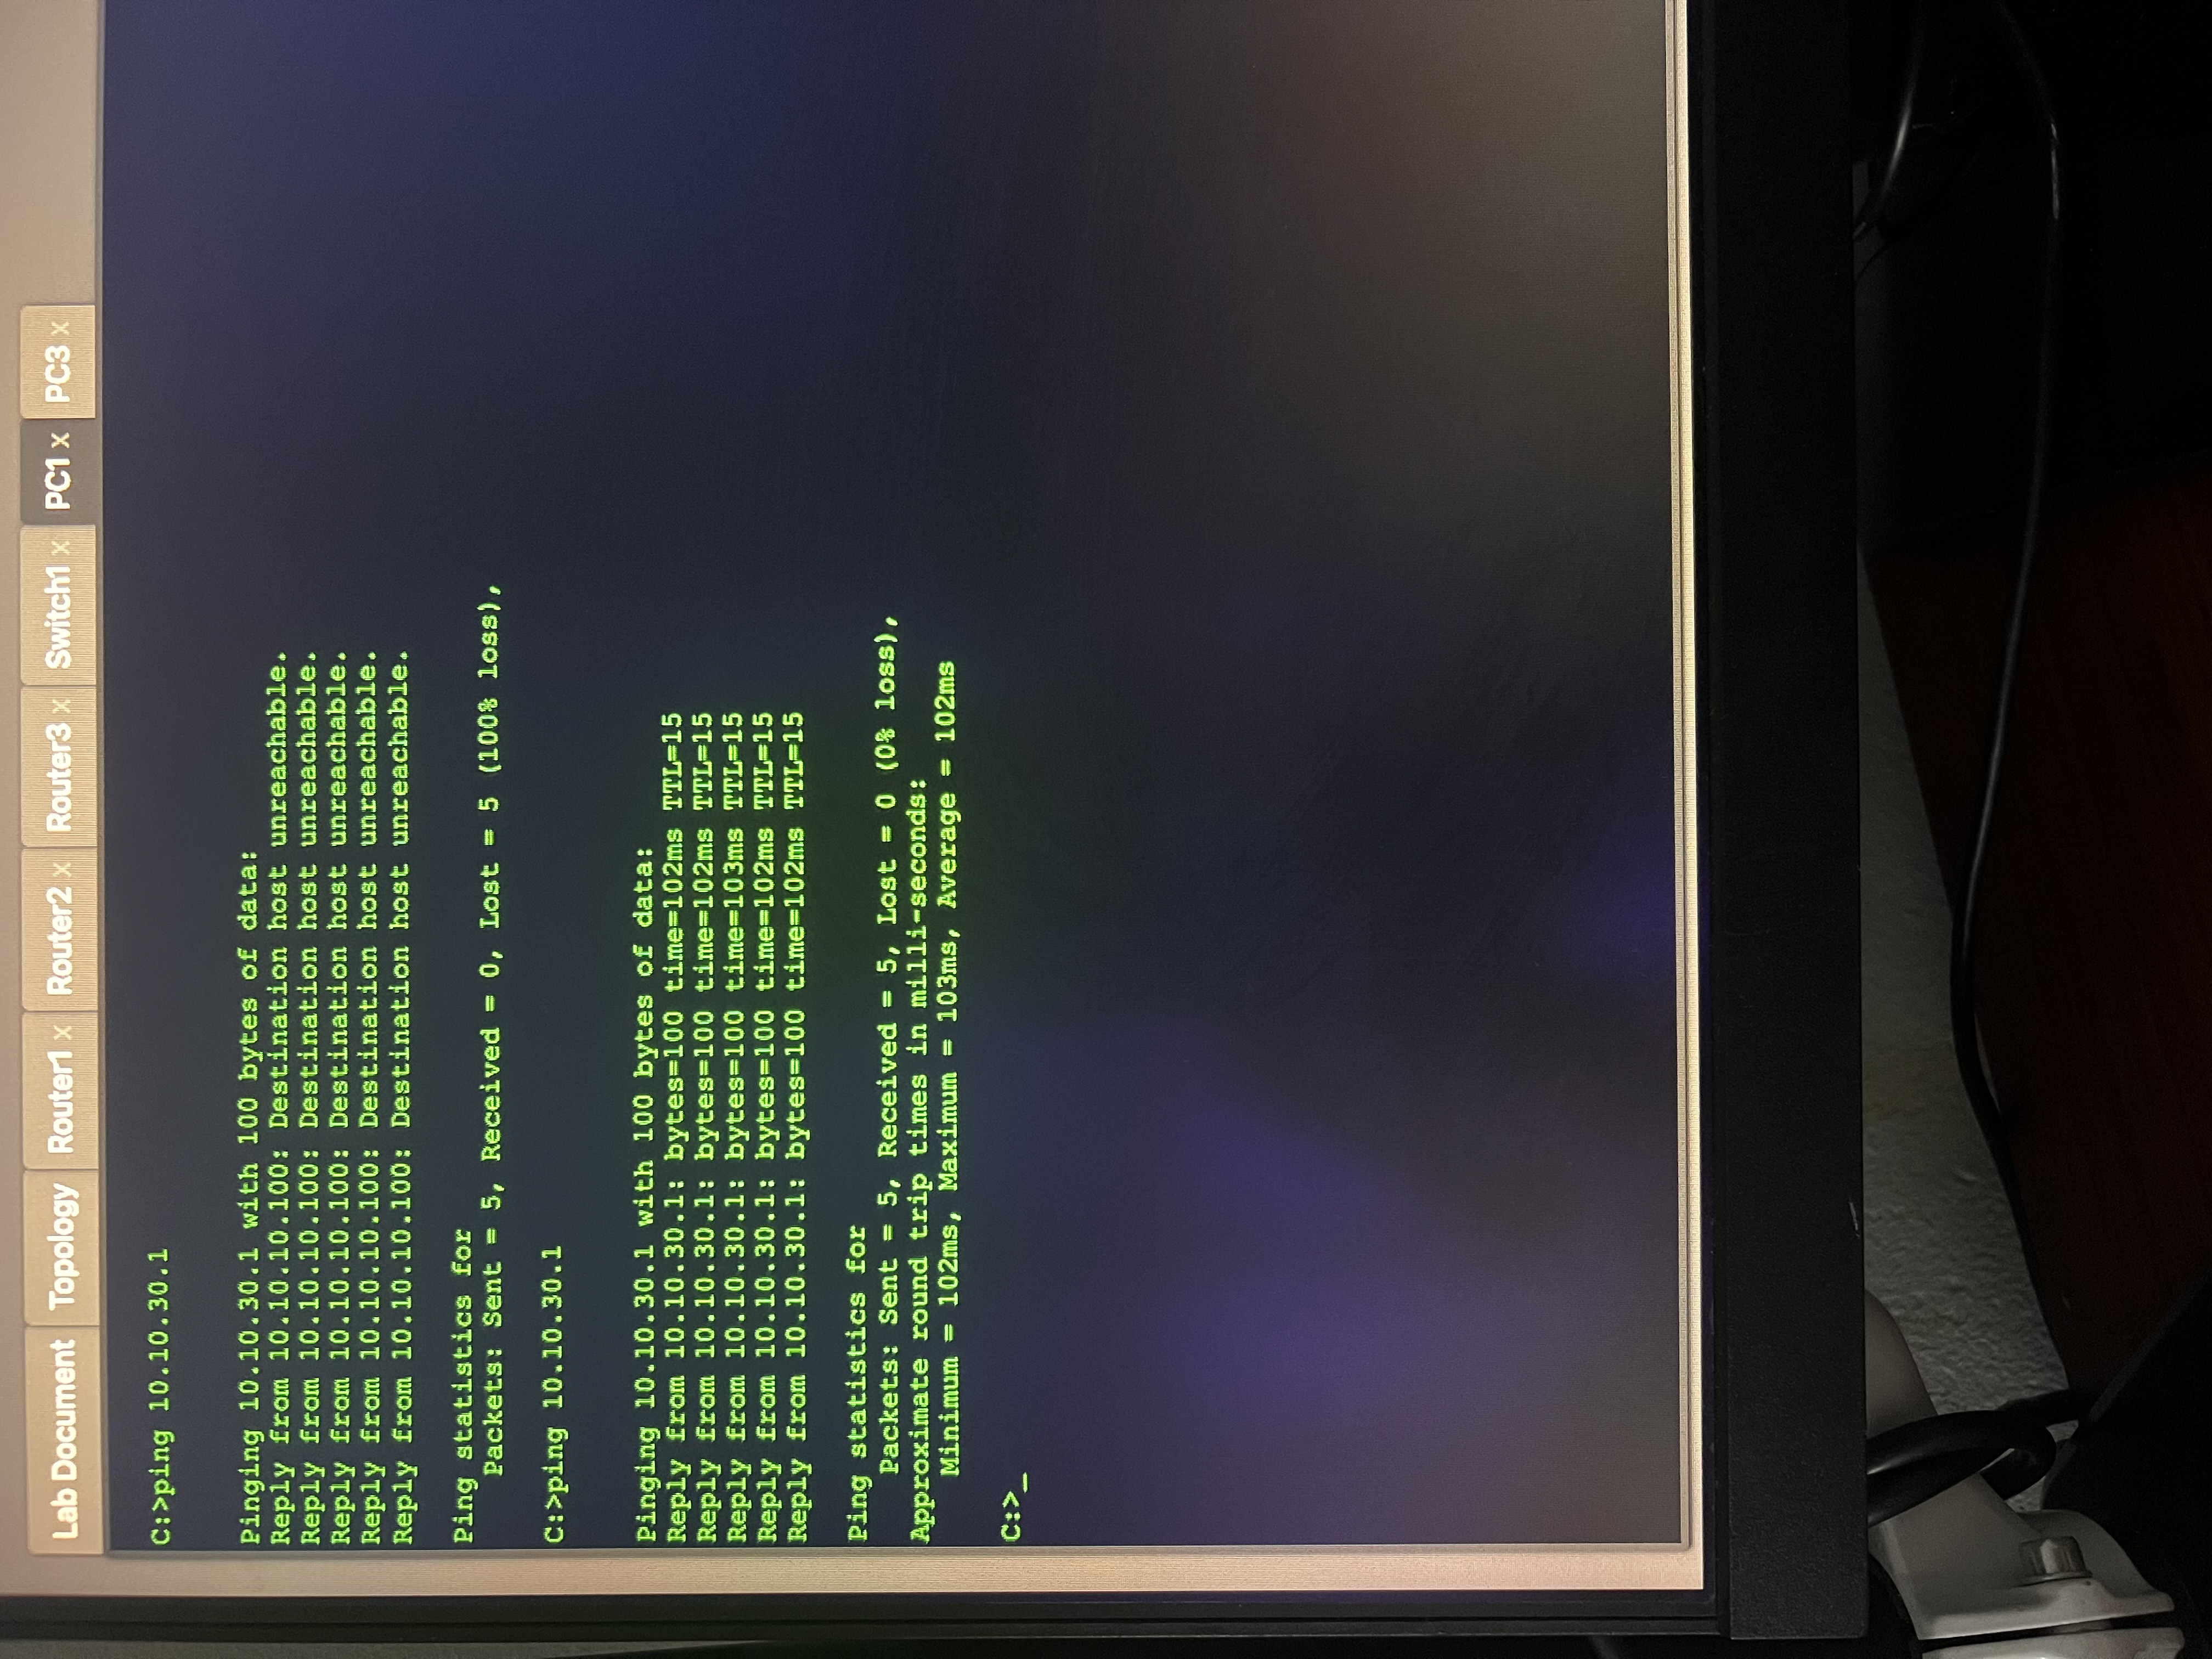 Lab Document Topology Router1 x Router2 x Router3 x Switch1 x PC1 x PC3 x
C:>ping 10.10.30.1
Pinging 10.10.30.1 with 100 bytes of data:
Reply from 10.10.10.100: Destination host unreachable.
Reply from 10.10.10.100: Destination host unreachable.
Reply from 10.10.10.100: Destination host unreachable.
Reply from 10.10.10.100: Destination host unreachable.
Reply from 10.10.10.100: Destination host unreachable.
Ping statistics for
Packets: Sent = 5, Received = 0, Lost = 5 (100% loss),
C:>ping 10.10.30.1
Pinging 10.10.30.1 with 100 bytes of data:
Reply from 10.10.30.1: bytes=100 time=102ms TTL=15
Reply from 10.10.30.1: bytes=100 time=102ms TTL=15
Reply from 10.10.30.1: bytes=100 time=103ms TTL=15
Reply from 10.10.30.1: bytes=100 time=102ms TTL=15
Reply from 10.10.30.1: bytes=100 time=102ms TTL=15
Ping statistics for
Packets: Sent = 5, Received = 5, Lost = 0 (0% loss),
Approximate round trip times in milli-seconds:
Minimum = 102ms, Maximum = 103ms, Average = 102ms
C:>_